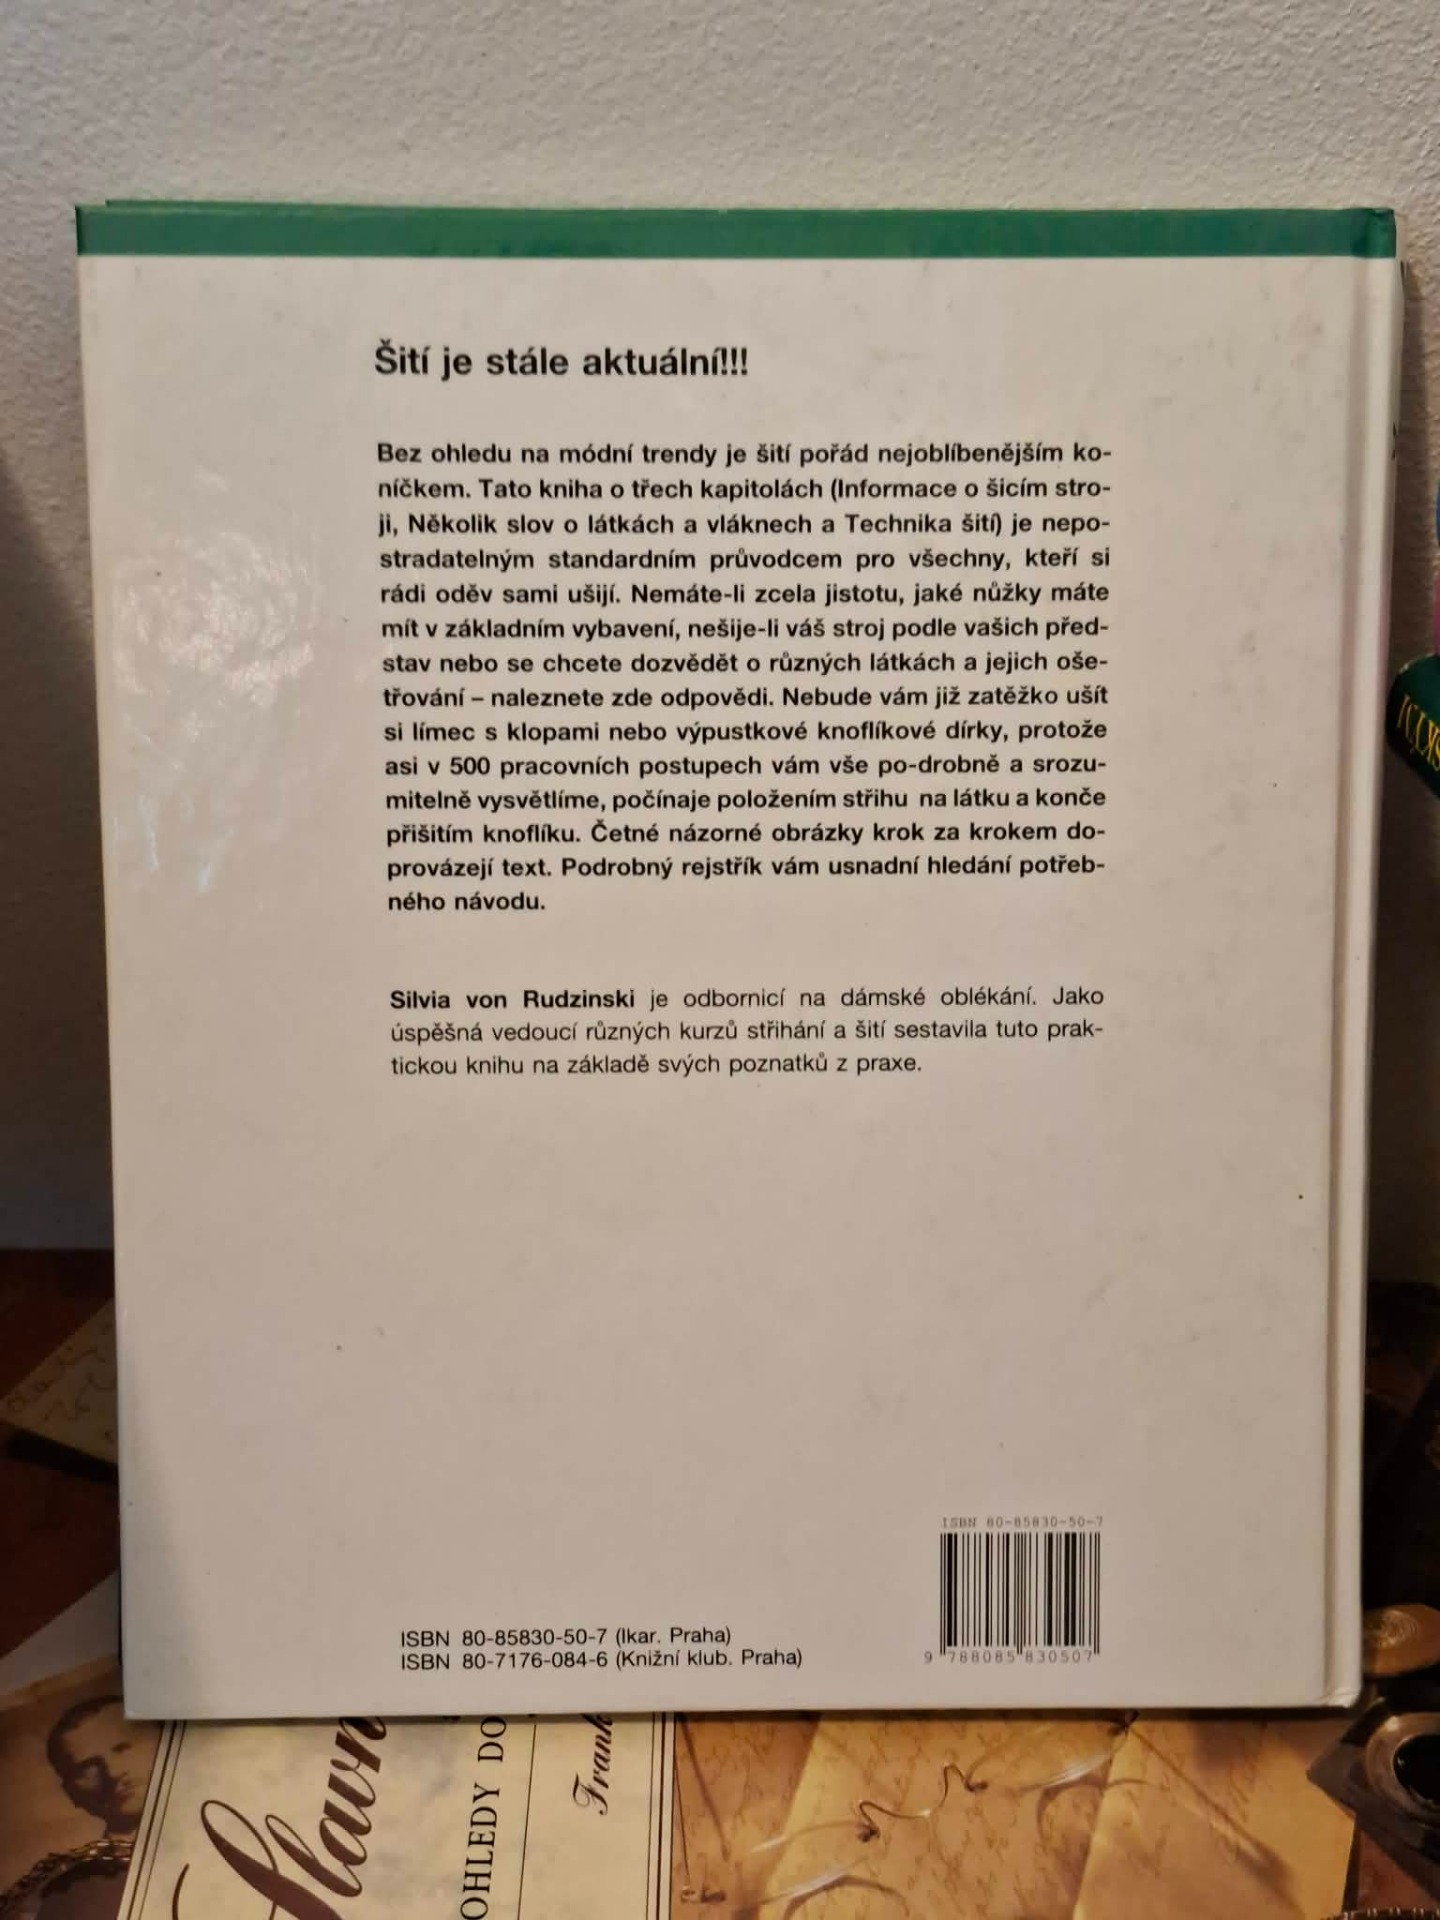 Šití je stále aktuální!!!
Bez ohledu na módní trendy je šití pořád nejoblíbenějším ko-
níčkem. Tato kniha o třech kapitolách (Informace o šicím stro-
ji, Několik slov o látkách a vláknech a Technika šití) je nepo-
stradatelným standardním průvodcem pro všechny, kteří si
rádi oděv sami ušijí. Nemáte-li zcela jistotu, jaké nůžky máte
mít v základním vybavení, nešije-li váš stroj podle vašich před-
stav nebo se chcete dozvědět o různých látkách a jejich oše-
třování – naleznete zde odpovědi. Nebude vám již zatěžko ušít
si límec s klopami nebo výpustkové knoflíkové dírky, protože
asi v 500 pracovních postupech vám vše po-drobně a srozu-
mitelně vysvětlíme, počínaje položením střihu na látku a konče
přišitím knoflíku. Četné názorné obrázky krok za krokem do-
provázejí text. Podrobný rejstřík vám usnadní hledání potřeb-
ného návodu.
Silvia von Rudzinski je odbornicí na dámské oblékání. Jako
úspěšná vedoucí různých kurzů střihání a šití sestavila tuto prak-
tickou knihu na základě svých poznatků z praxe.
ISBN 80-85830-50-7
ISBN 80-85830-50-7 (Ikar. Praha)
ISBN 80-7176-084-6 (Knižní klub. Praha)
9 788085 830507
Slavn
OHLEDY DO
Frank